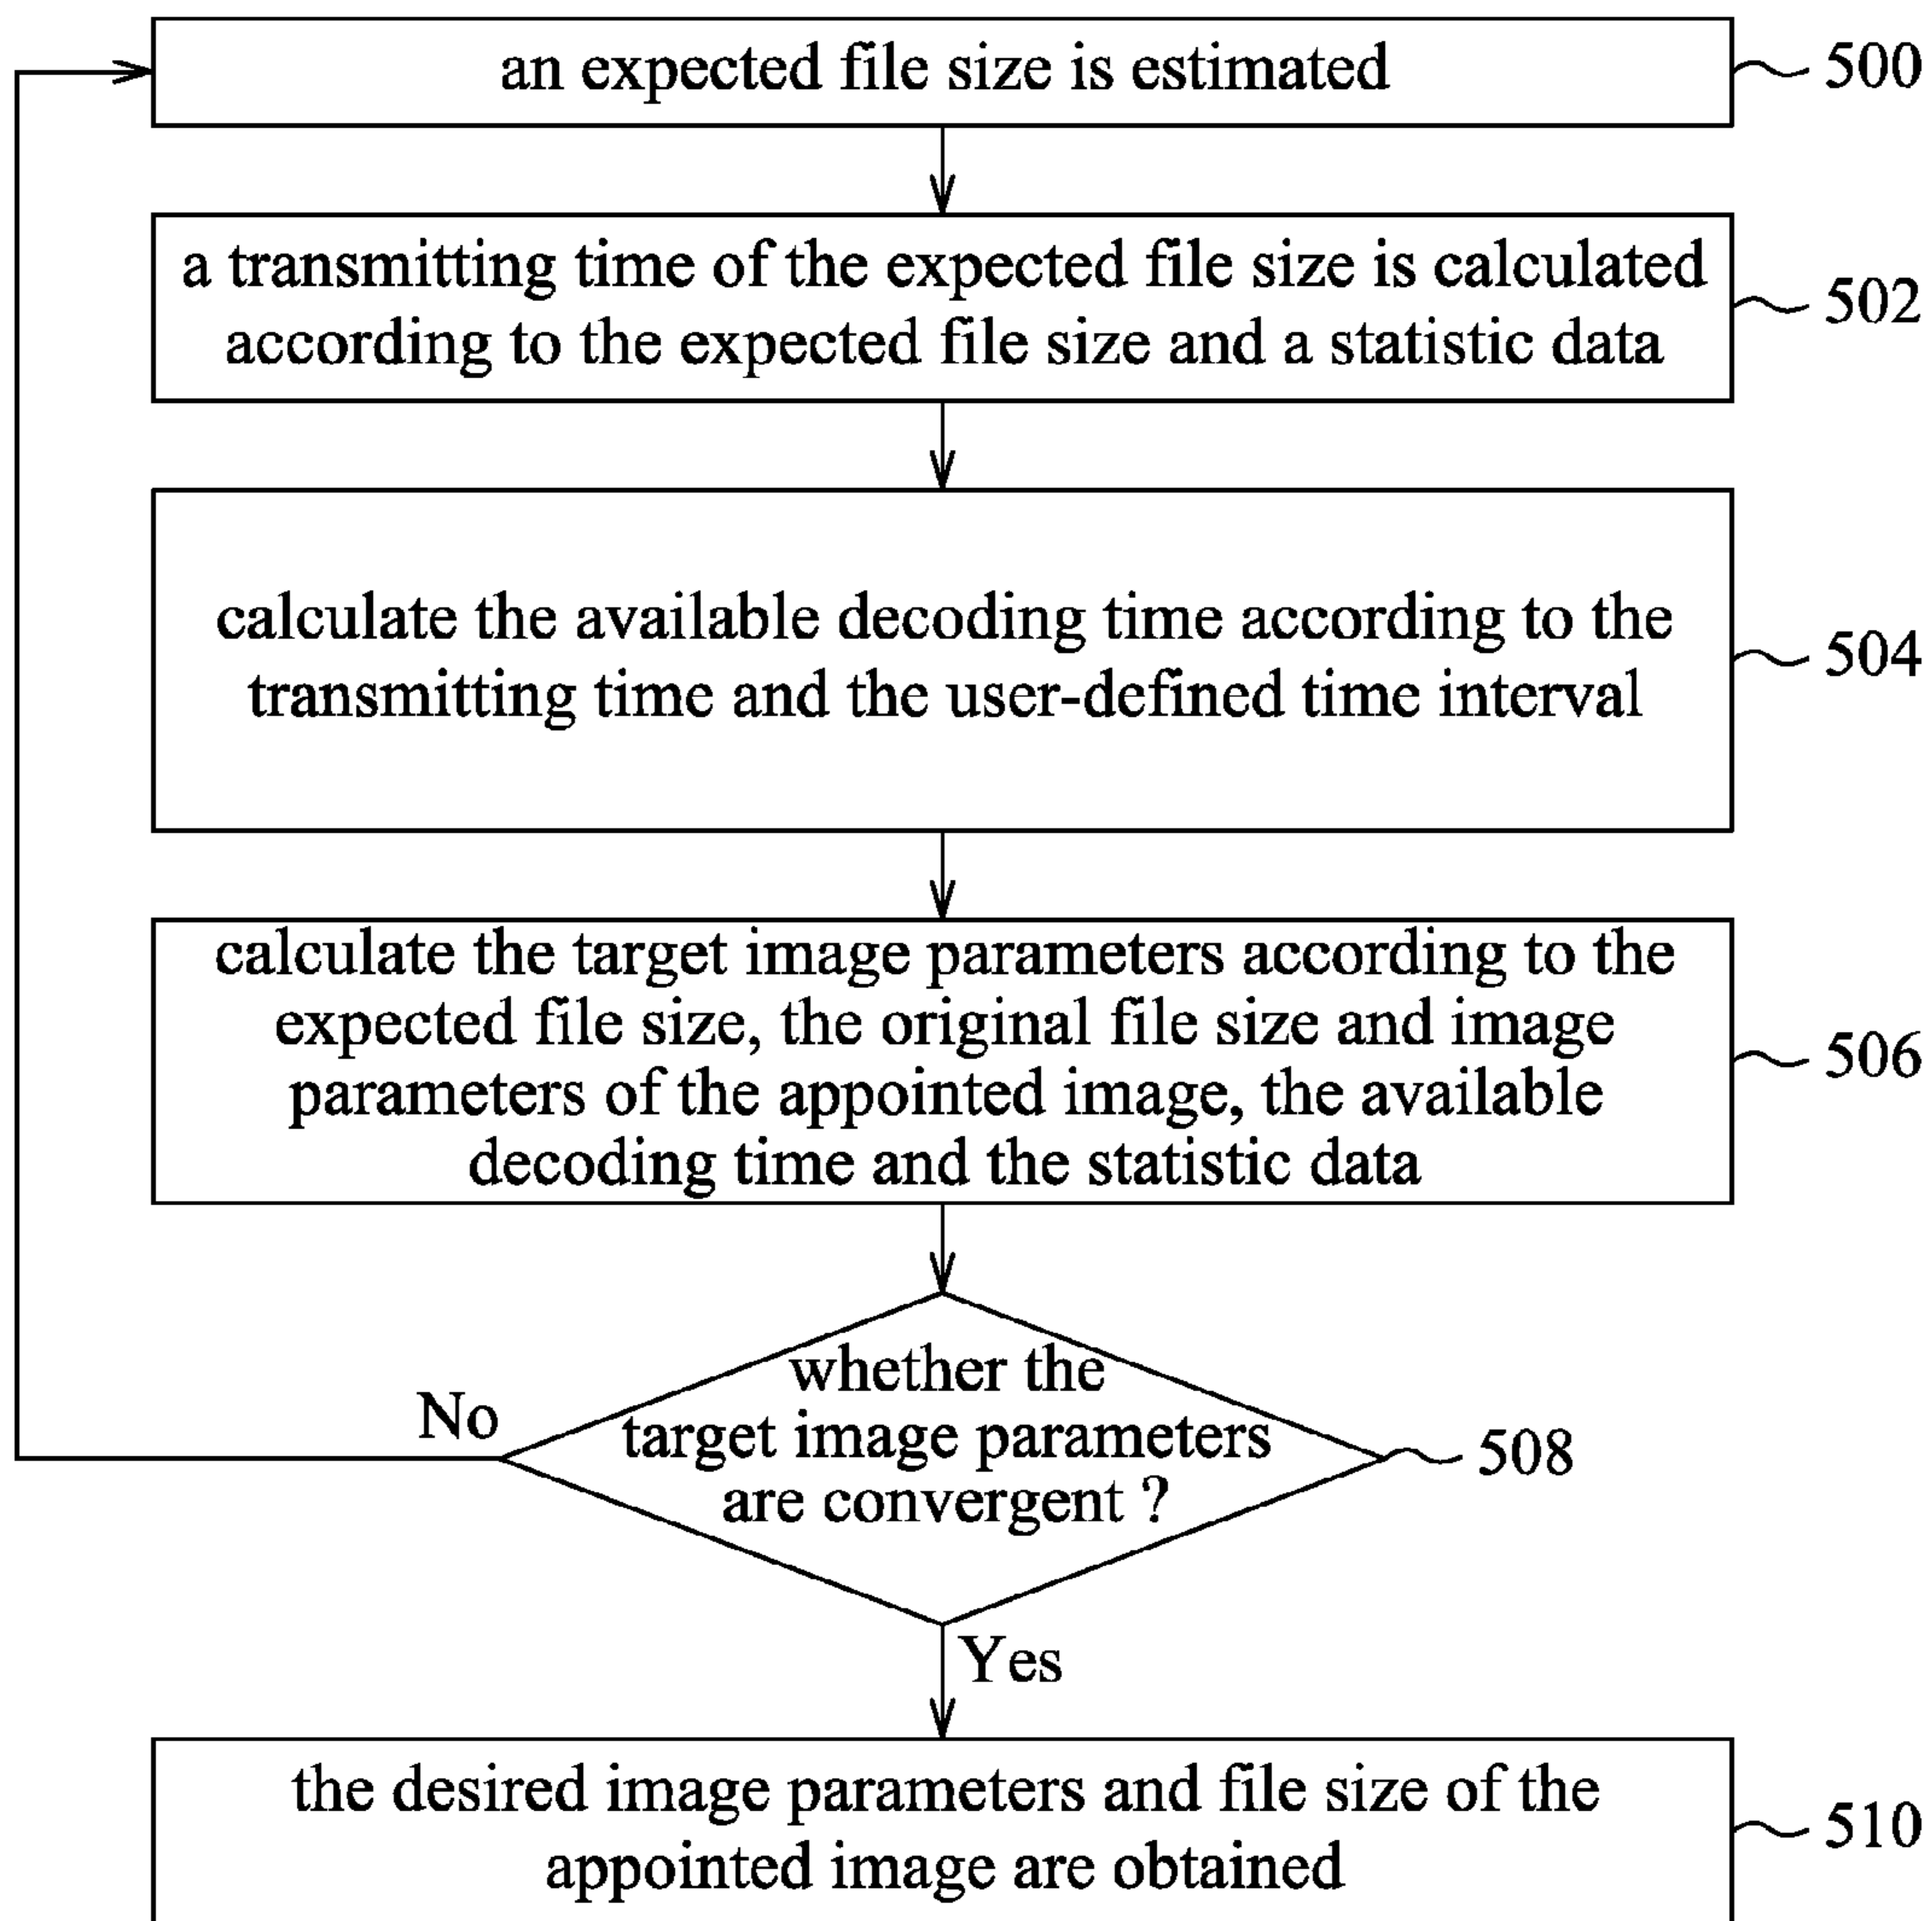 an expected file size is estimated
500
a transmitting time of the expected file size is calculated
according to the expected file size and a statistic data
502
calculate the available decoding time according to the
transmitting time and the user-defined time interval
504
calculate the target image parameters according to the
expected file size, the original file size and image
parameters of the appointed image, the available
decoding time and the statistic data
506
whether the
target image parameters
are convergent ?
508
No
Yes
the desired image parameters and file size of the
appointed image are obtained
510